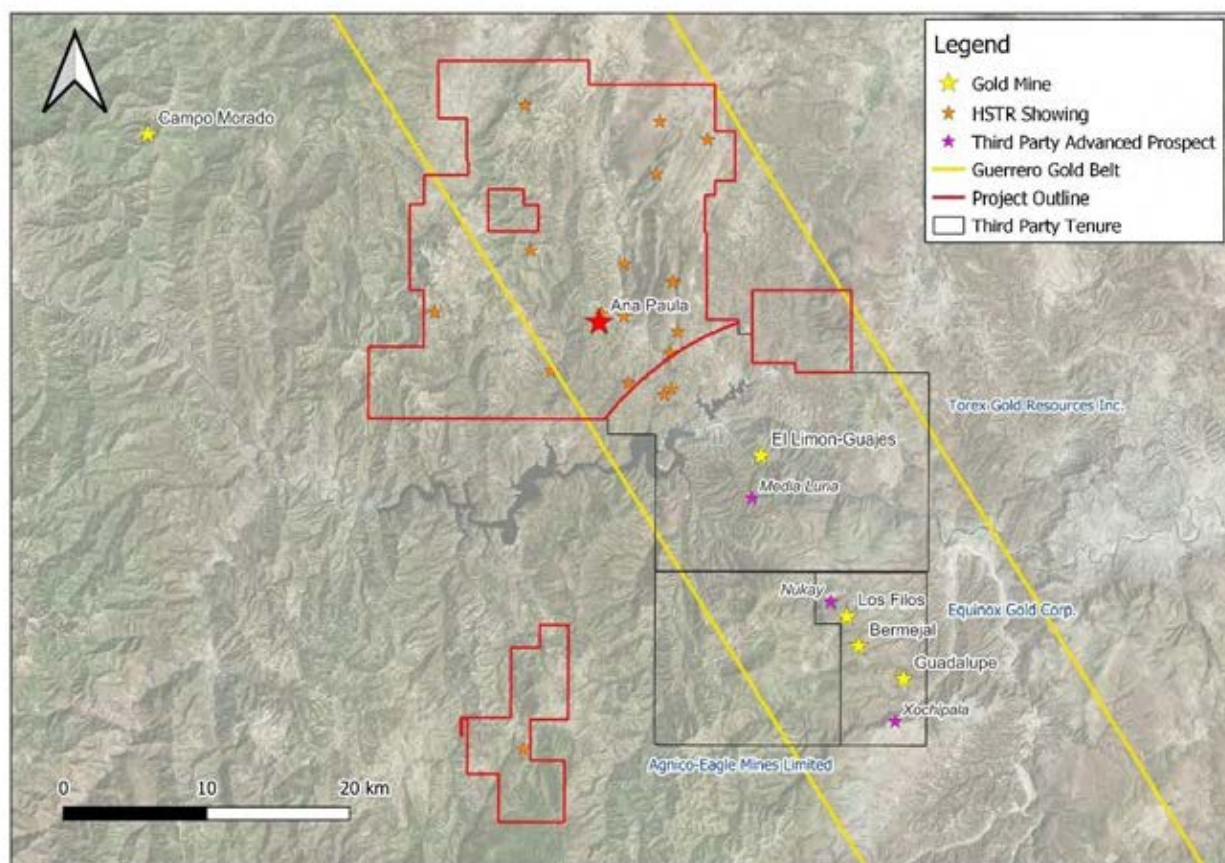 Legend
Gold Mine
HSTR Showing
Third Party Advanced Prospect
Guerrero Gold Belt
Project Outline
Third Party Tenure
Campo Morado
Ana Paula
Torex Gold Resources Inc.
El Limon-Guajes
Media Luna
Nukay
Los Filos
Equinox Gold Corp.
Bermejal
Guadalupe
Xochipala
Agnico-Eagle Mines Limited
0 10 20 km